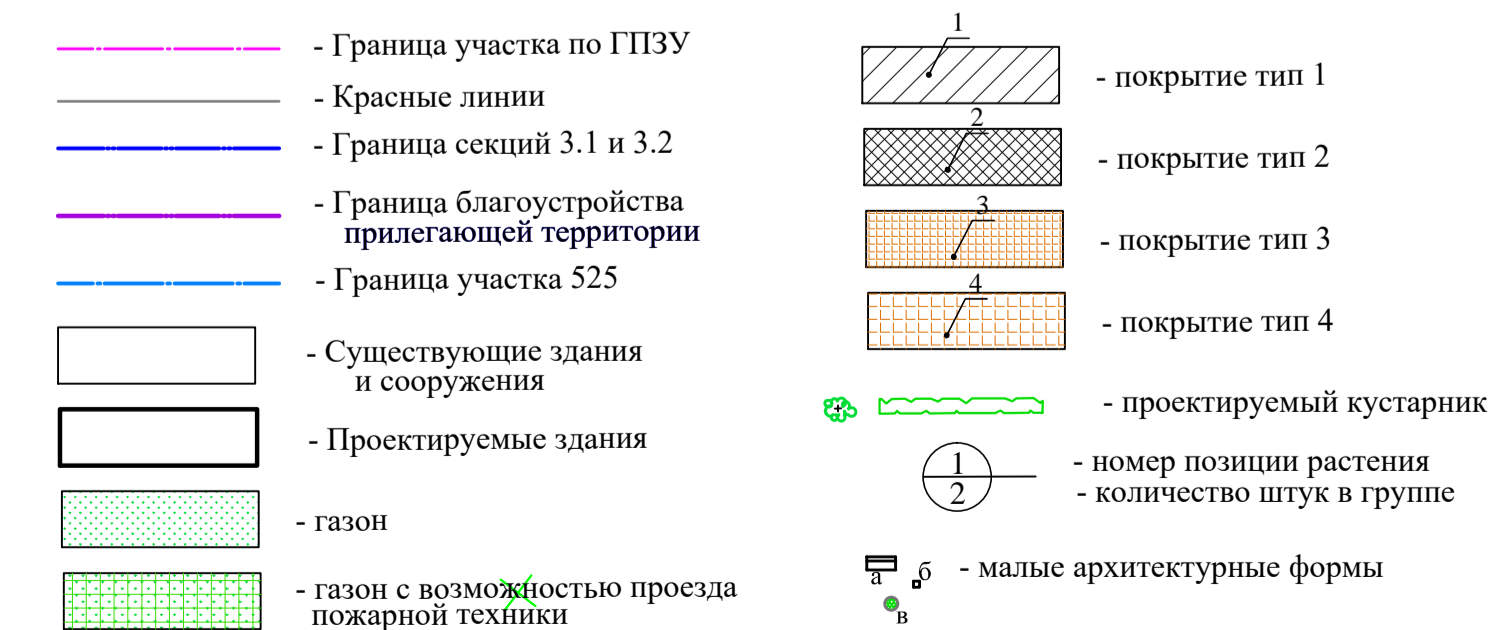 - Граница участка по ГПЗУ
- Красные линии
- Граница секций 3.1 и 3.2
- Граница благоустройства
прилегающей территории
- Граница участка 525
- Существующие здания
и сооружения
- Проектируемые здания
- газон
- газон с возможностью проезда
пожарной техники
1
- покрытие тип 1
2
- покрытие тип 2
3
- покрытие тип 3
4
- покрытие тип 4
- проектируемый кустарник
1
- номер позиции растения
2
- количество штук в группе
а б - малые архитектурные формы
в